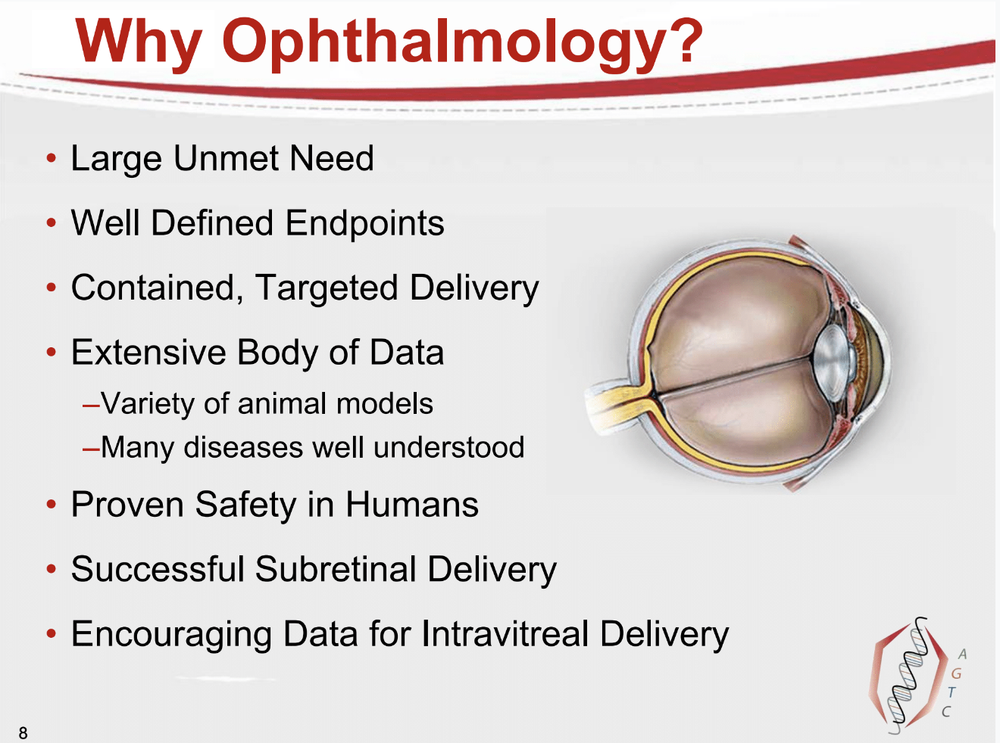 Why Ophthalmology?
• Large Unmet Need
• Well Defined Endpoints
• Contained, Targeted Delivery
• Extensive Body of Data
–Variety of animal models
–Many diseases well understood
• Proven Safety in Humans
• Successful Subretinal Delivery
• Encouraging Data for Intravitreal Delivery
A
G
T
C
8